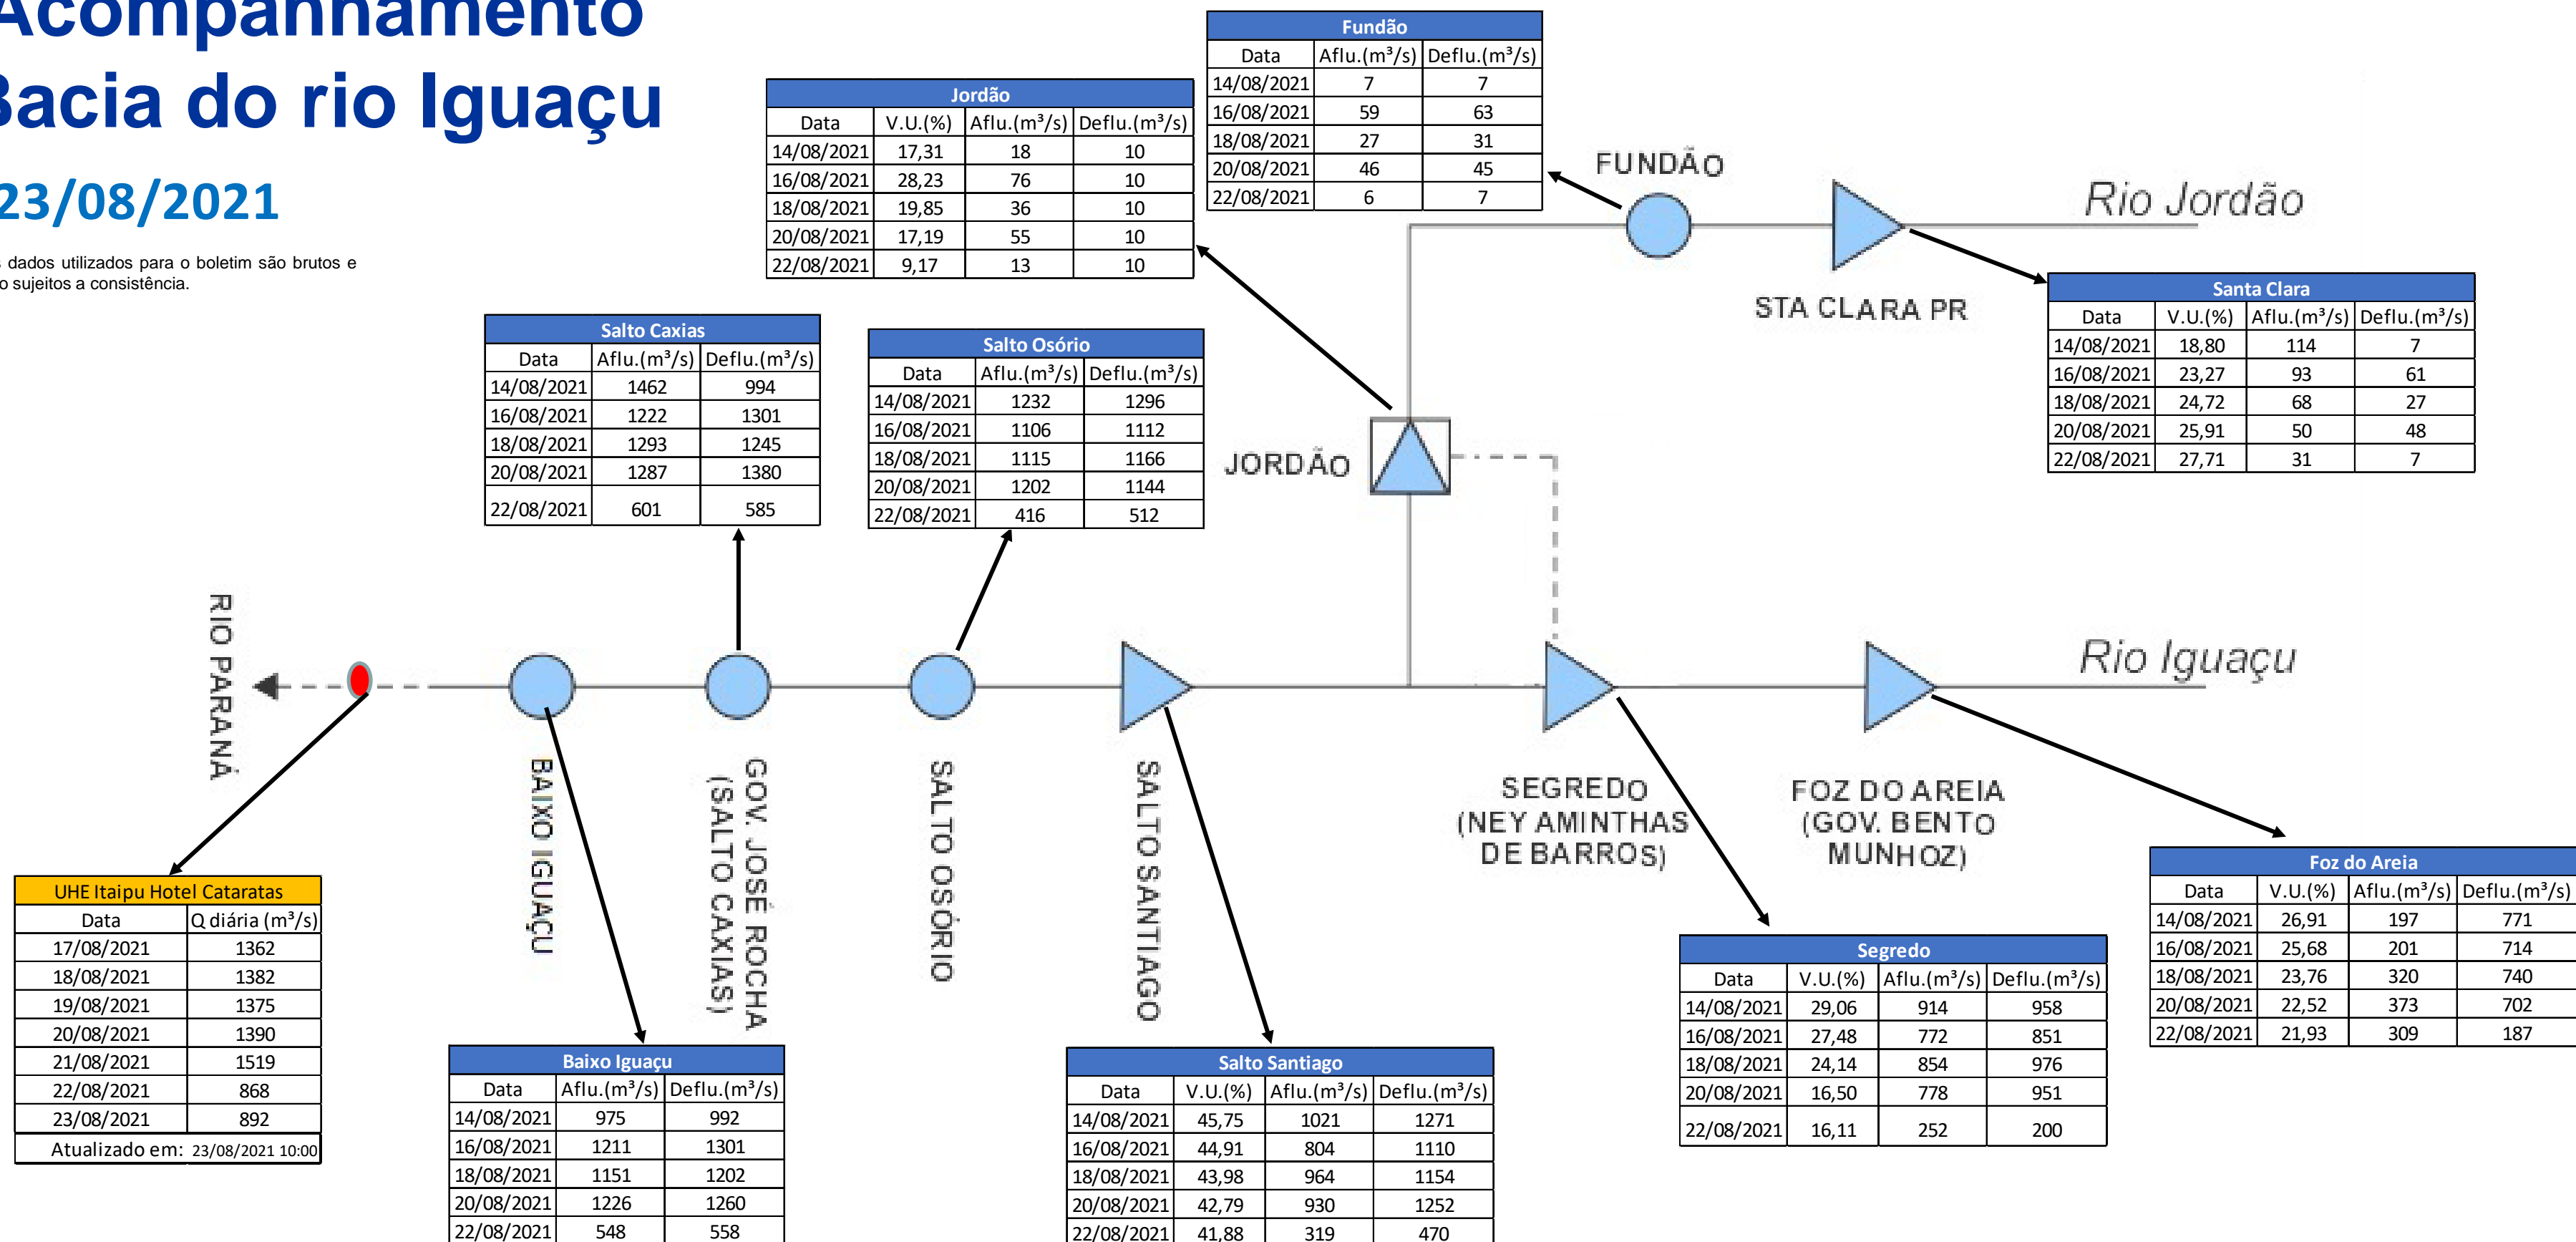 Acompanhamento
Bacia do rio Iguaçu
23/08/2021
s dados utilizados para o boletim são brutos e
o sujeitos a consistência.
Fundão
Data Aflu.(m³/s) Deflu.(m³/s)
14/08/2021 7 7
16/08/2021 59 63
18/08/2021 27 31
20/08/2021 46 45
22/08/2021 6 7
Jordão
Data V.U.(%) Aflu.(m³/s) Deflu.(m³/s)
14/08/2021 17,31 18 10
16/08/2021 28,23 76 10
18/08/2021 19,85 36 10
20/08/2021 17,19 55 10
22/08/2021 9,17 13 10
FUNDÃO
Rio Jordão
STA CLARA PR
Santa Clara
Data V.U.(%) Aflu.(m³/s) Deflu.(m³/s)
14/08/2021 18,80 114 7
16/08/2021 23,27 93 61
18/08/2021 24,72 68 27
20/08/2021 25,91 50 48
22/08/2021 27,71 31 7
Salto Caxias
Data Aflu.(m³/s) Deflu.(m³/s)
14/08/2021 1462 994
16/08/2021 1222 1301
18/08/2021 1293 1245
20/08/2021 1287 1380
22/08/2021 601 585
Salto Osório
Data Aflu.(m³/s) Deflu.(m³/s)
14/08/2021 1232 1296
16/08/2021 1106 1112
18/08/2021 1115 1166
20/08/2021 1202 1144
22/08/2021 416 512
JORDÃO
RIO PARANÁ
Rio Iguaçu
BAIXO IGUAÇU
GOV. JOSÉ ROCHA
(SALTO CAXIAS)
SALTO OSÓRIO
SALTO SANTIAGO
SEGREDO
(NEY AMINTHAS
DE BARROS)
FOZ DO AREIA
(GOV. BENTO
MUNHOZ)
UHE Itaipu Hotel Cataratas
Data Q diária (m³/s)
17/08/2021 1362
18/08/2021 1382
19/08/2021 1375
20/08/2021 1390
21/08/2021 1519
22/08/2021 868
23/08/2021 892
Atualizado em: 23/08/2021 10:00
Baixo Iguaçu
Data Aflu.(m³/s) Deflu.(m³/s)
14/08/2021 975 992
16/08/2021 1211 1301
18/08/2021 1151 1202
20/08/2021 1226 1260
22/08/2021 548 558
Salto Santiago
Data V.U.(%) Aflu.(m³/s) Deflu.(m³/s)
14/08/2021 45,75 1021 1271
16/08/2021 44,91 804 1110
18/08/2021 43,98 964 1154
20/08/2021 42,79 930 1252
22/08/2021 41,88 319 470
Segredo
Data V.U.(%) Aflu.(m³/s) Deflu.(m³/s)
14/08/2021 29,06 914 958
16/08/2021 27,48 772 851
18/08/2021 24,14 854 976
20/08/2021 16,50 778 951
22/08/2021 16,11 252 200
Foz do Areia
Data V.U.(%) Aflu.(m³/s) Deflu.(m³/s)
14/08/2021 26,91 197 771
16/08/2021 25,68 201 714
18/08/2021 23,76 320 740
20/08/2021 22,52 373 702
22/08/2021 21,93 309 187